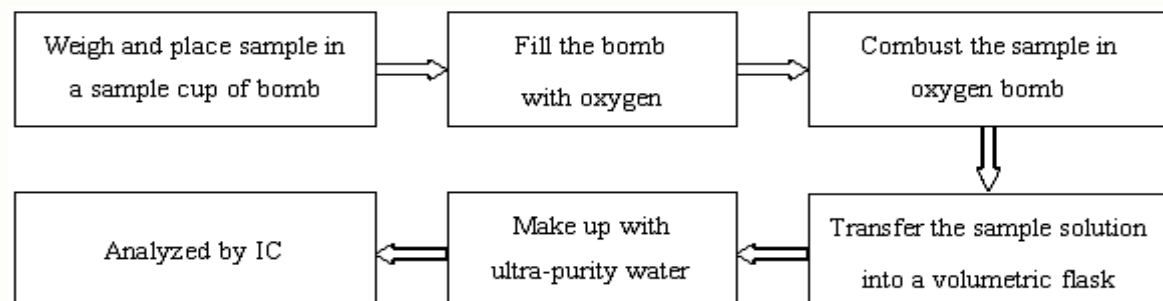 Weigh and place sample in
a sample cup of bomb
Fill the bomb
with oxygen
Combust the sample in
oxygen bomb
Transfer the sample solution
into a volumetric flask
Make up with
ultra-purity water
Analyzed by IC